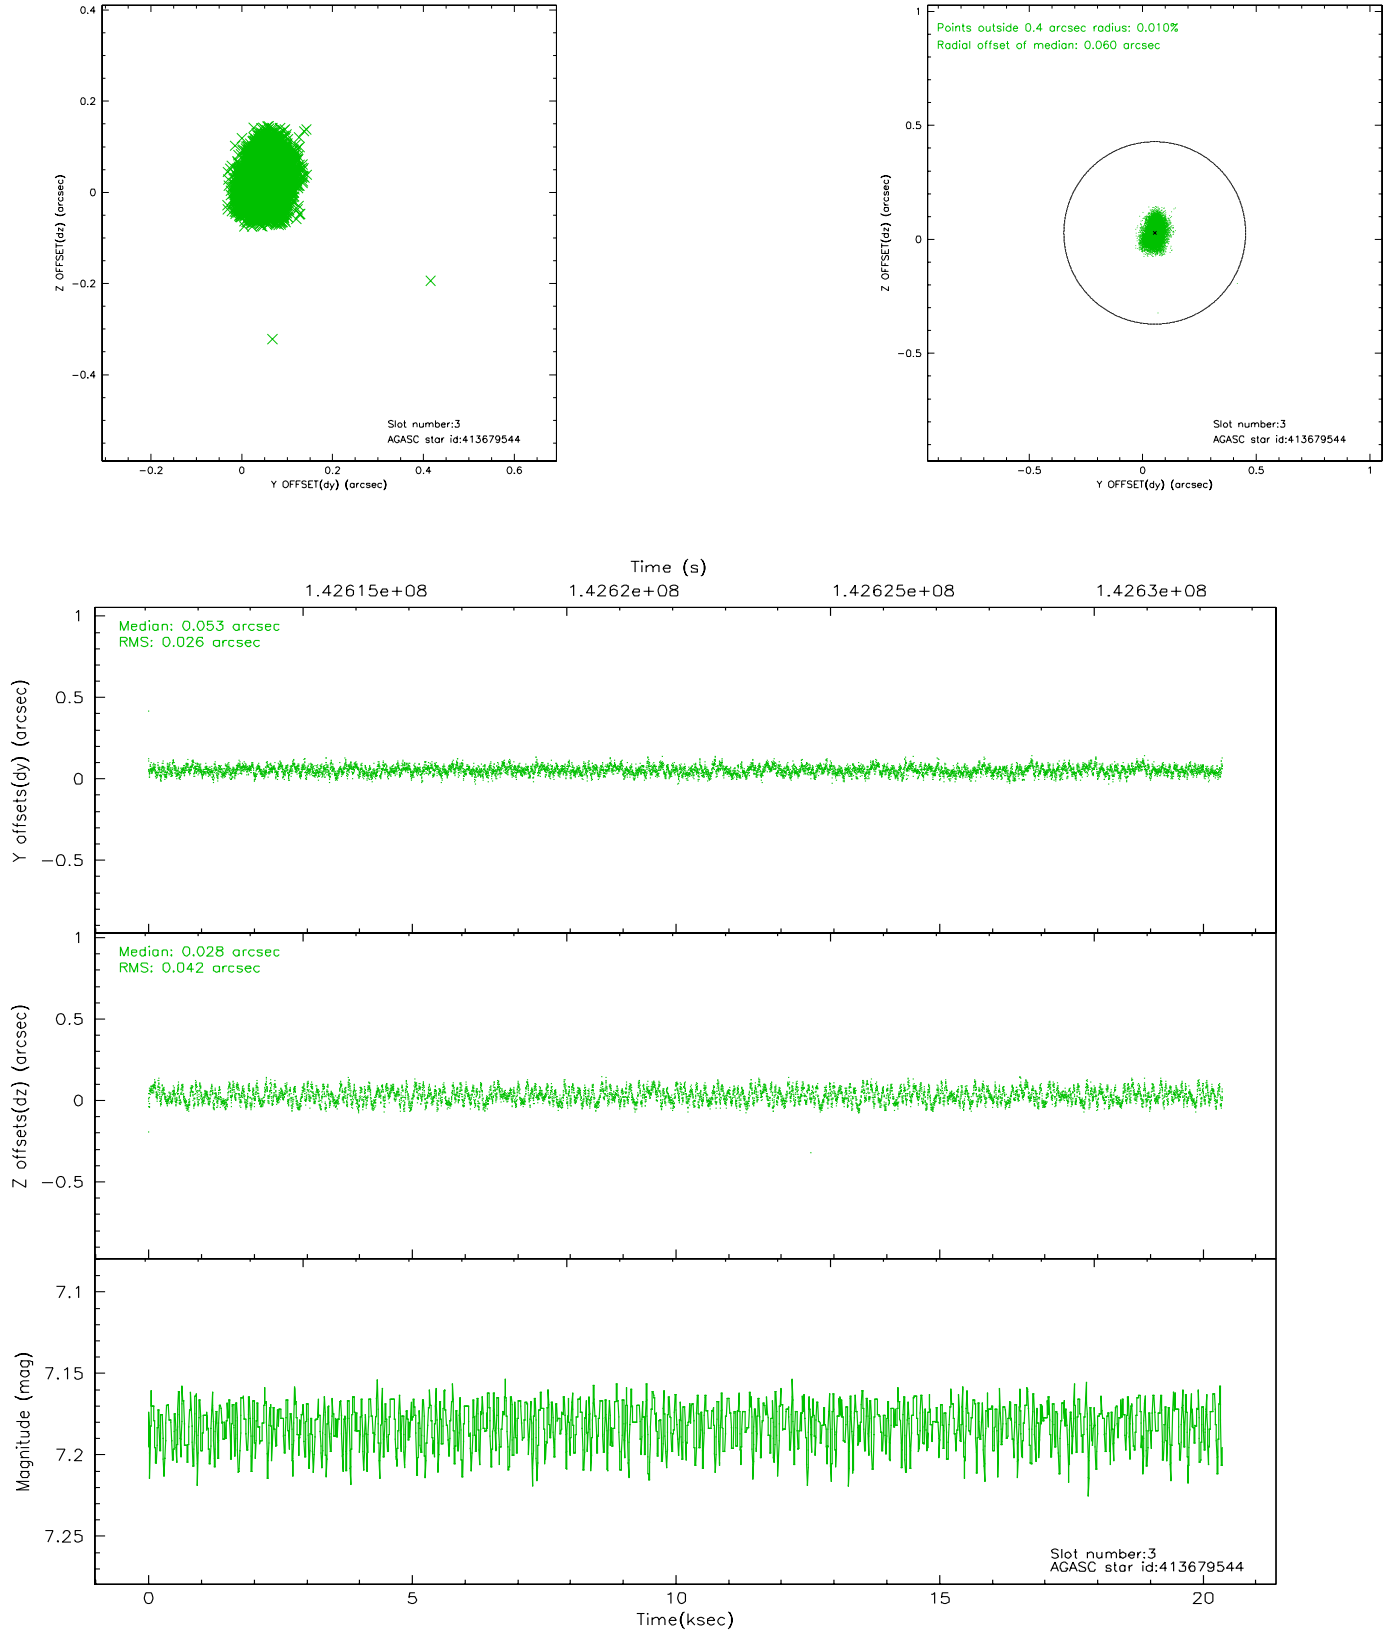 0.4
0.2
0
−0.2
−0.4
Z OFFSET(dz) (arcsec)
Slot number:3
AGASC star id:413679544
−0.2 0 0.2 0.4 0.6
Y OFFSET(dy) (arcsec)
Points outside 0.4 arcsec radius: 0.010%
Radial offset of median: 0.060 arcsec
1
0.5
0
−0.5
Z OFFSET(dz) (arcsec)
Slot number:3
AGASC star id:413679544
−0.5 0 0.5 1
Y OFFSET(dy) (arcsec)
Time (s)
1.42615e+08 1.4262e+08 1.42625e+08 1.4263e+08
Median: 0.053 arcsec
RMS: 0.026 arcsec
1
0.5
0
−0.5
Y offsets(dy) (arcsec)
Median: 0.028 arcsec
RMS: 0.042 arcsec
1
0.5
0
−0.5
Z offsets(dz) (arcsec)
7.1
7.15
7.2
7.25
Magnitude (mag)
Slot number:3
AGASC star id:413679544
0 5 10 15 20
Time(ksec)